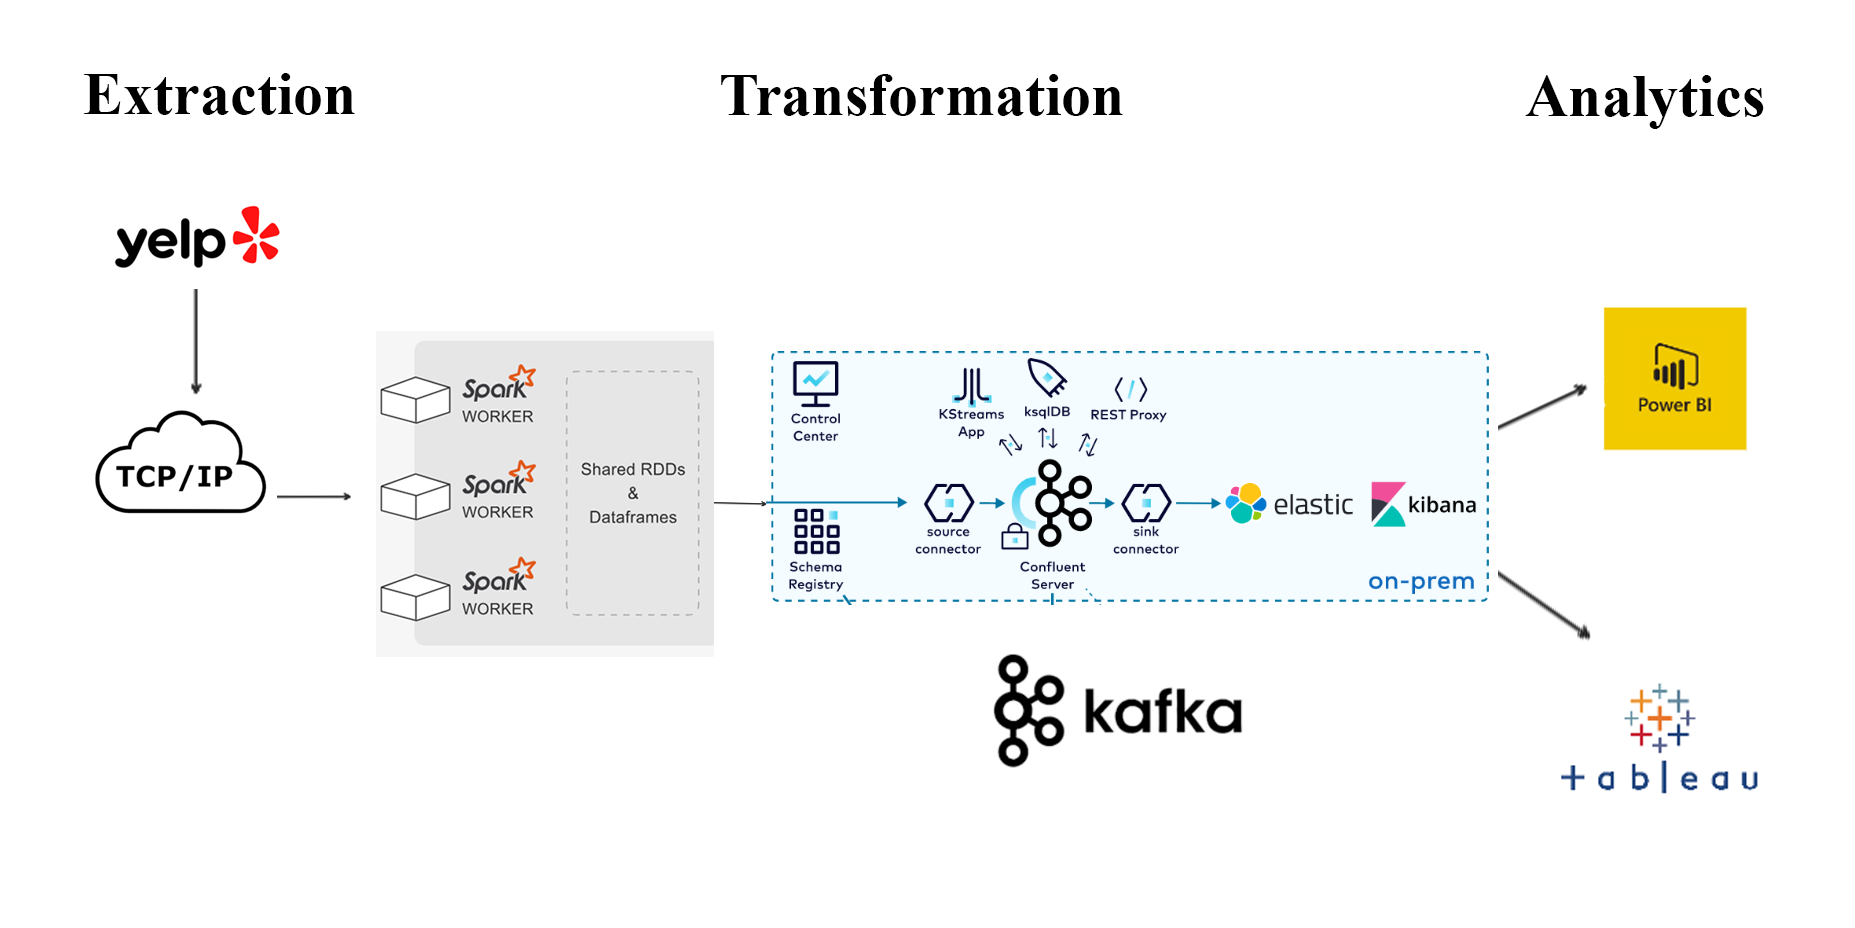 Extraction
Transformation
Analytics
yelp
TCP/IP
Spark
WORKER
Spark
WORKER
Spark
WORKER
Shared RDDs
&
Dataframes
Control
Center
KStreams
App
ksqlDB
REST Proxy
Schema
Registry
source
connector
Confluent
Server
sink
connector
elastic
kibana
on-prem
kafka
Power BI
+ableau